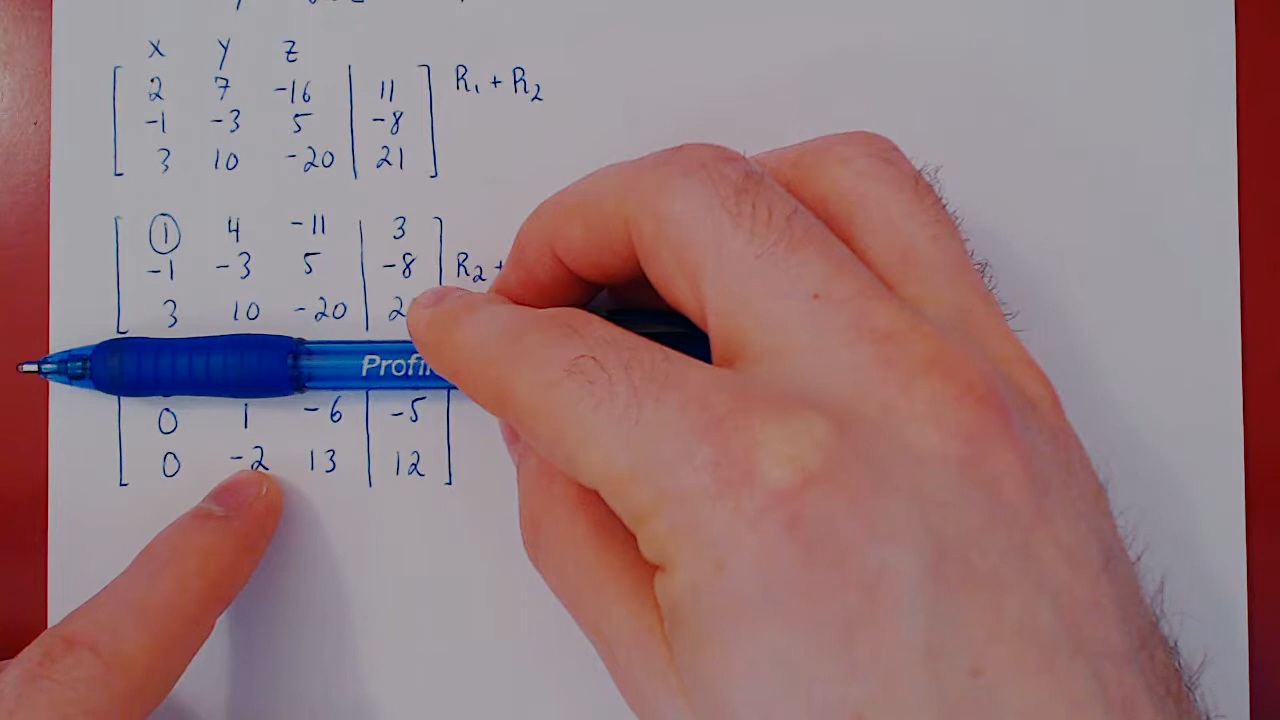 x y z
2 7 -16 11 R₁ + R₂
-1 -3 5 -8
3 10 -20 21
1 4 -11 3
-1 -3 5 -8 R₂ +
3 10 -20 2
Profi
0 1 -6 -5
0 -2 13 12